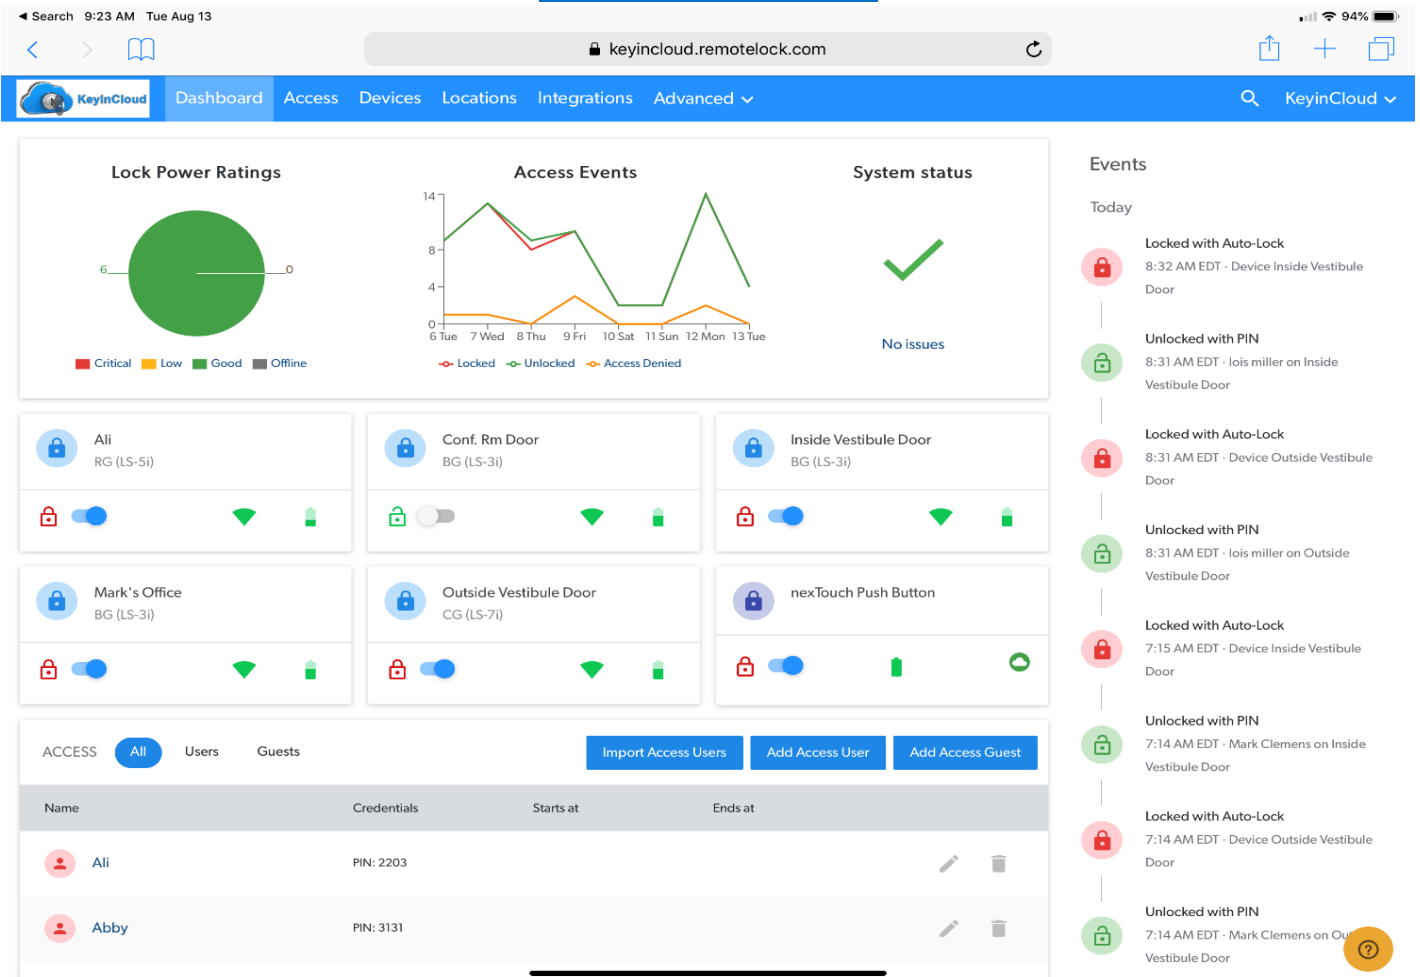 ◀ Search 9:23 AM Tue Aug 13
94%
keyincloud.remotelock.com
KeyInCloud
Dashboard Access Devices Locations Integrations Advanced
KeyinCloud
Lock Power Ratings
6
0
Critical Low Good Offline
Access Events
14
8
4
0
6 Tue 7 Wed 8 Thu 9 Fri 10 Sat 11 Sun 12 Mon 13 Tue
Locked Unlocked Access Denied
System status
No issues
Ali
RG (LS-5i)
Conf. Rm Door
BG (LS-3i)
Inside Vestibule Door
BG (LS-3i)
Mark's Office
BG (LS-3i)
Outside Vestibule Door
CG (LS-7i)
nexTouch Push Button
ACCESS All Users Guests
Import Access Users Add Access User Add Access Guest
Name Credentials Starts at Ends at
Ali PIN: 2203
Abby PIN: 3131
Events
Today
Locked with Auto-Lock
8:32 AM EDT · Device Inside Vestibule
Door
Unlocked with PIN
8:31 AM EDT · lois miller on Inside
Vestibule Door
Locked with Auto-Lock
8:31 AM EDT · Device Outside Vestibule
Door
Unlocked with PIN
8:31 AM EDT · lois miller on Outside
Vestibule Door
Locked with Auto-Lock
7:15 AM EDT · Device Inside Vestibule
Door
Unlocked with PIN
7:14 AM EDT · Mark Clemens on Inside
Vestibule Door
Locked with Auto-Lock
7:14 AM EDT · Device Outside Vestibule
Door
Unlocked with PIN
7:14 AM EDT · Mark Clemens on Ou
Vestibule Door
?